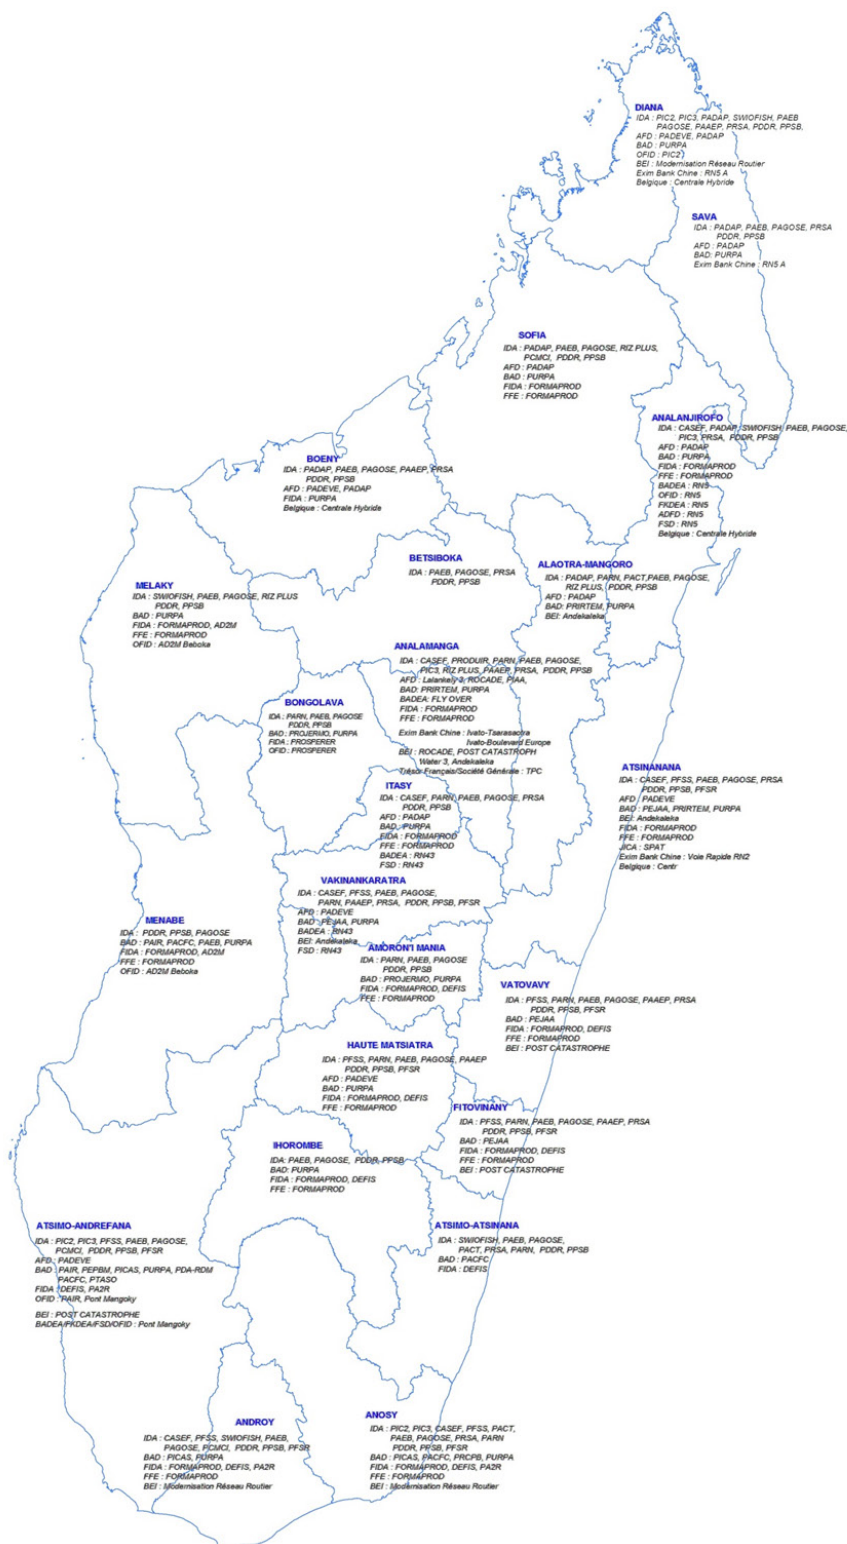 DIANA
IDA : PIC2, PIC3, PADAP, SWIOFISH, PAEB
PAGOSE, PAAEP, PRSA, PDDR, PPSB,
AFD : PADEVE, PADAP
BAD : PURPA
OFID : PIC2
BEI : Modernisation Réseau Routier
Exim Bank Chine : RN5 A
Belgique : Centrale Hybride
SAVA
IDA : PADAP, PAEB, PAGOSE, PRSA
PDDR, PPSB
AFD : PADAP
BAD: PURPA
Exim Bank Chine : RN5 A
SOFIA
IDA : PADAP, PAEB, PAGOSE, RIZ PLUS,
PCMCI, PDDR, PPSB
AFD : PADAP
BAD : PURPA
FIDA : FORMAPROD
FFE : FORMAPROD
ANALANJIROFO
IDA : CASEF, PADAP, SWIOFISH, PAEB, PAGOSE,
PIC3, PRSA, PDDR, PPSB
AFD : PADAP
BAD : PURPA
FIDA : FORMAPROD
FFE : FORMAPROD
BADEA : RN5
OFID : RN5
FKDEA : RN5
ADFD : RN5
FSD : RN5
Belgique : Centrale Hybride
BOENY
IDA : PADAP, PAEB, PAGOSE, PAAEP, PRSA
PDDR, PPSB
AFD : PADEVE, PADAP
FIDA : PURPA
Belgique : Centrale Hybride
BETSIBOKA
IDA : PAEB, PAGOSE, PRSA
PDDR, PPSB
ALAOTRA-MANGORO
IDA : PADAP, PARN, PACT,PAEB, PAGOSE,
RIZ PLUS, PDDR, PPSB
AFD : PADAP
BAD: PRIRTEM, PURPA
BEI: Andekaleka
MELAKY
IDA : SWIOFISH, PAEB, PAGOSE, RIZ PLUS
PDDR, PPSB
BAD : PURPA
FIDA : FORMAPROD, AD2M
FFE : FORMAPROD
OFID : AD2M Beboka
ANALAMANGA
IDA : CASEF, PRODUIR, PARN, PAEB, PAGOSE,
PIC3, RIZ PLUS, PAAEP, PRSA, PDDR, PPSB
AFD : Lalankely 3, ROCADE, PIAA,
BAD: PRIRTEM, PURPA
BADEA: FLY OVER
FIDA : FORMAPROD
FFE : FORMAPROD
Exim Bank Chine : Ivato-Tsarasaotra
Ivato-Boulevard Europe
BEI : ROCADE, POST CATASTROPH
Water 3, Andekaleka
Trésor Français/Société Générale : TPC
BONGOLAVA
IDA : PARN, PAEB, PAGOSE
PDDR, PPSB
BAD : PROJERMO, PURPA
FIDA : PROSPERER
OFID : PROSPERER
ATSINANANA
IDA : CASEF, PFSS, PAEB, PAGOSE, PRSA
PDDR, PPSB, PFSR
AFD : PADEVE
BAD : PEJAA, PRIRTEM, PURPA
BEI: Andekaleka
FIDA : FORMAPROD
FFE : FORMAPROD
JICA : SPAT
Exim Bank Chine : Voie Rapide RN2
Belgique : Centr
ITASY
IDA : CASEF, PARN, PAEB, PAGOSE, PRSA
PDDR, PPSB
AFD : PADAP
BAD : PURPA
FIDA : FORMAPROD
FFE : FORMAPROD
BADEA : RN43
FSD : RN43
VAKINANKARATRA
IDA : CASEF, PFSS, PAEB, PAGOSE,
PARN, PAAEP, PRSA, PDDR, PPSB, PFSR
AFD : PADEVE
BAD : PEJAA, PURPA
BADEA : RN43
BEI: Andekaleka
FSD : RN43
MENABE
IDA : PDDR, PPSB, PAGOSE
BAD : PAIR, PACFC, PAEB, PURPA
FIDA : FORMAPROD, AD2M
FFE : FORMAPROD
OFID : AD2M Beboka
AMORON'I MANIA
IDA : PARN, PAEB, PAGOSE
PDDR, PPSB
BAD : PROJERMO, PURPA
FIDA : FORMAPROD, DEFIS
FFE : FORMAPROD
VATOVAVY
IDA : PFSS, PARN, PAEB, PAGOSE, PAAEP, PRSA
PDDR, PPSB, PFSR
BAD : PEJAA
FIDA : FORMAPROD, DEFIS
FFE : FORMAPROD
BEI : POST CATASTROPHE
HAUTE MATSIATRA
IDA : PFSS, PARN, PAEB, PAGOSE, PAAEP
PDDR, PPSB, PFSR
AFD : PADEVE
BAD : PURPA
FIDA : FORMAPROD, DEFIS
FFE : FORMAPROD
FITOVINANY
IDA : PFSS, PARN, PAEB, PAGOSE, PAAEP, PRSA
PDDR, PPSB, PFSR
BAD : PEJAA
FIDA : FORMAPROD, DEFIS
FFE : FORMAPROD
BEI : POST CATASTROPHE
IHOROMBE
IDA: PAEB, PAGOSE, PDDR, PPSB
BAD: PURPA
FIDA : FORMAPROD, DEFIS
FFE : FORMAPROD
ATSIMO-ANDREFANA
IDA : PIC2, PIC3, PFSS, PAEB, PAGOSE,
PCMCI, PDDR, PPSB, PFSR
AFD : PADEVE
BAD : PAIR, PEPBM, PICAS, PURPA, PDA-RDM
PACFC, PTASO
FIDA : DEFIS, PA2R
OFID : PAIR, Pont Mangoky
BEI : POST CATASTROPHE
BADEA/FKDEA/FSD/OFID : Pont Mangoky
ATSIMO-ATSINANA
IDA : SWIOFISH, PAEB, PAGOSE,
PACT, PRSA, PARN, PDDR, PPSB
BAD : PACFC
FIDA : DEFIS
ANDROY
IDA : CASEF, PFSS, SWIOFISH, PAEB,
PAGOSE, PCMCI, PDDR, PPSB, PFSR
BAD : PICAS, PURPA
FIDA : FORMAPROD, DEFIS, PA2R
FFE : FORMAPROD
BEI : Modernisation Réseau Routier
ANOSY
IDA : PIC2, PIC3, CASEF, PFSS, PACT,
PAEB, PAGOSE, PRSA, PARN
PDDR, PPSB, PFSR
BAD : PICAS, PACFC, PRCFB, PURPA
FIDA : FORMAPROD, DEFIS, PA2R
FFE : FORMAPROD
BEI : Modernisation Réseau Routier